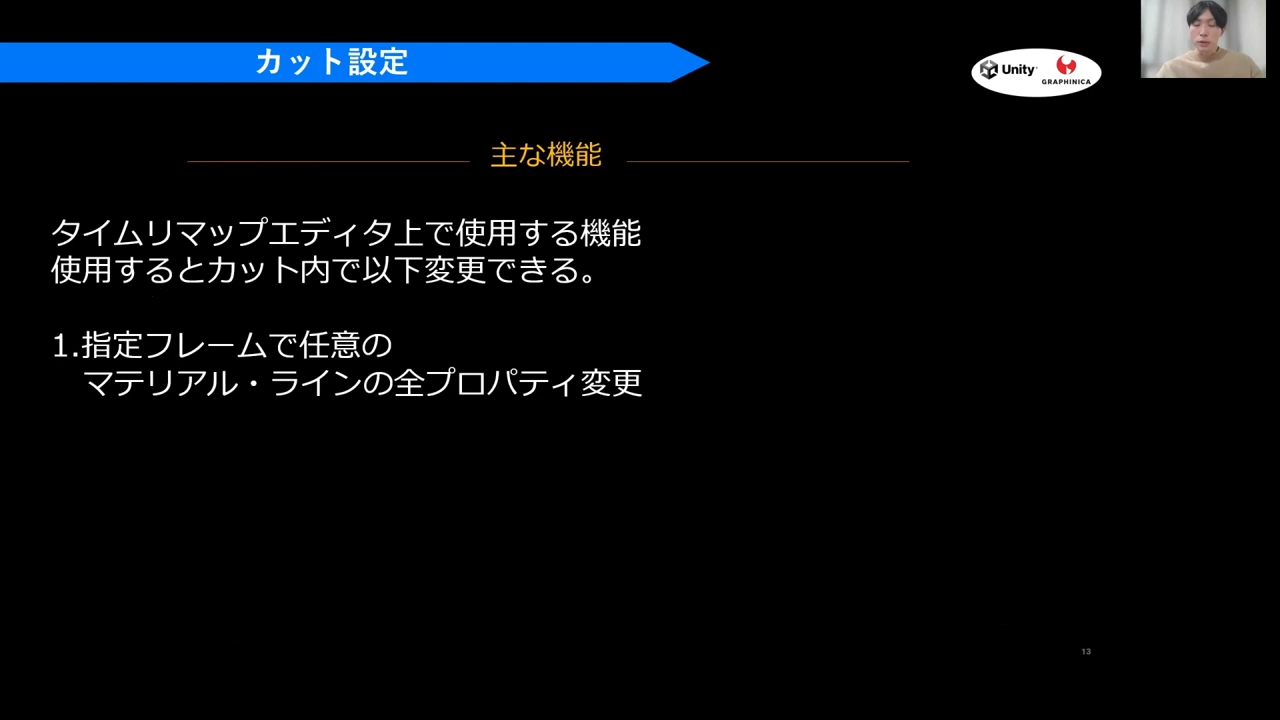 カット設定
Unity
GRAPHINICA
主な機能
タイムリマップエディタ上で使用する機能
使用するとカット内で以下変更できる。
1.指定フレームで任意の
マテリアル・ラインの全プロパティ変更
13